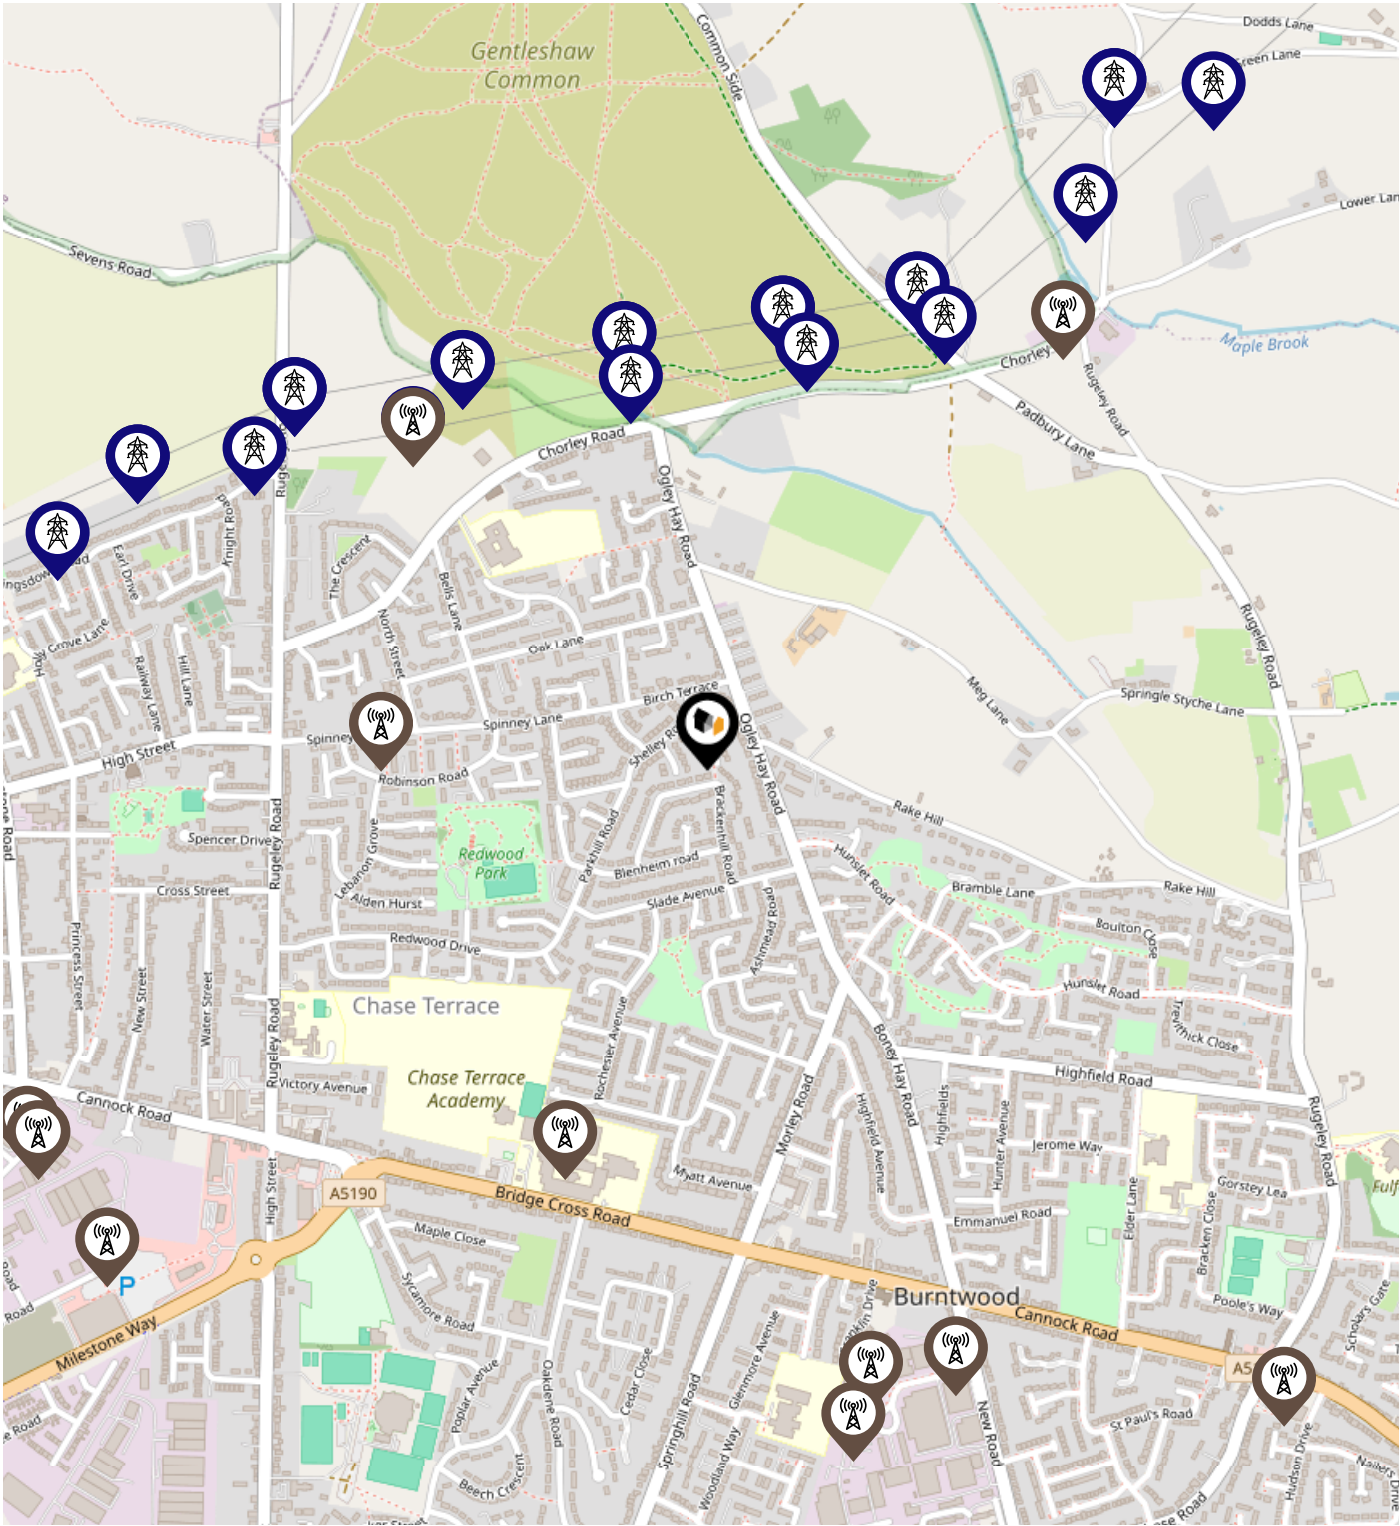 Dodds Lane
Green Lane
Common Side
Gentleshaw
Common
Lower Lan
Sevens Road
Maple Brook
Chorley
Rugeley Road
Padbury Lane
Chorley Road
Ogley Hay Road
Knight Road
Earl Drive
The Crescent
Bells Lane
North Street
Oak Lane
Grove Lane
Railway Lane
Hill Lane
Rugeley Road
Birch Terrace
Meg Lane
Springle Styche Lane
Spinney Lane
Spinney
Shelley Ro
Ogley Hay Road
High Street
Robinson Road
Rake Hill
Spencer Drive
Rugeley Road
Lebanon Grove
Redwood
Park
Parkhill Road
Blenheim road
Brackenhill Road
Hunslet Road
Bramble Lane
Rake Hill
Cross Street
Alden Hurst
Slade Avenue
Ashmead Road
Boulton Close
Princess Street
New Street
Water Street
Redwood Drive
Hunslet Road
Trevithick Close
Chase Terrace
Rochester Avenue
Rugeley Road
Chase Terrace
Academy
Victory Avenue
Boney Hay Road
Highfield Road
Cannock Road
Morley Road
Highfield Avenue
Highfields
Hunter Avenue
Jerome Way
Rugeley Road
Myatt Avenue
Gorstey Lea
Fulf
A5190
High Street
Bridge Cross Road
Emmanuel Road
Elder Lane
Bracken Close
Maple Close
P
Sycamore Road
Burntwood
Cannock Road
Poole's Way
Scholars Gate
Road
Milestone Way
Glenmore Avenue
Poplar Avenue
Oakdene Road
Cedar Close
Springhill Road
Woodland Way
New Road
St Paul's Road
Hudson Drive
Beech Crescent